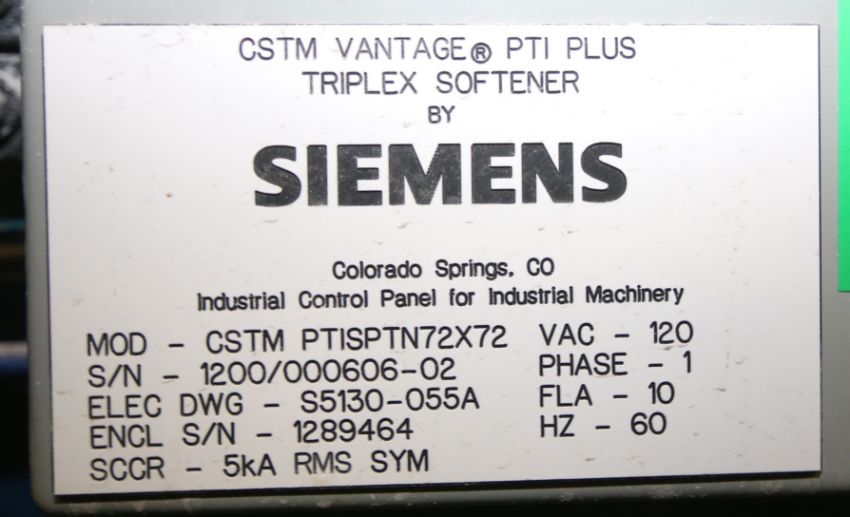 CSTM VANTAGE® PTI PLUS
TRIPLEX SOFTENER
BY
SIEMENS
Colorado Springs, CO
Industrial Control Panel for Industrial Machinery
MOD - CSTM PTISPTN72X72 VAC - 120
S/N - 1200/000606-02 PHASE - 1
ELEC DWG - S5130-055A FLA - 10
ENCL S/N - 1289464 HZ - 60
SCCR - 5kA RMS SYM